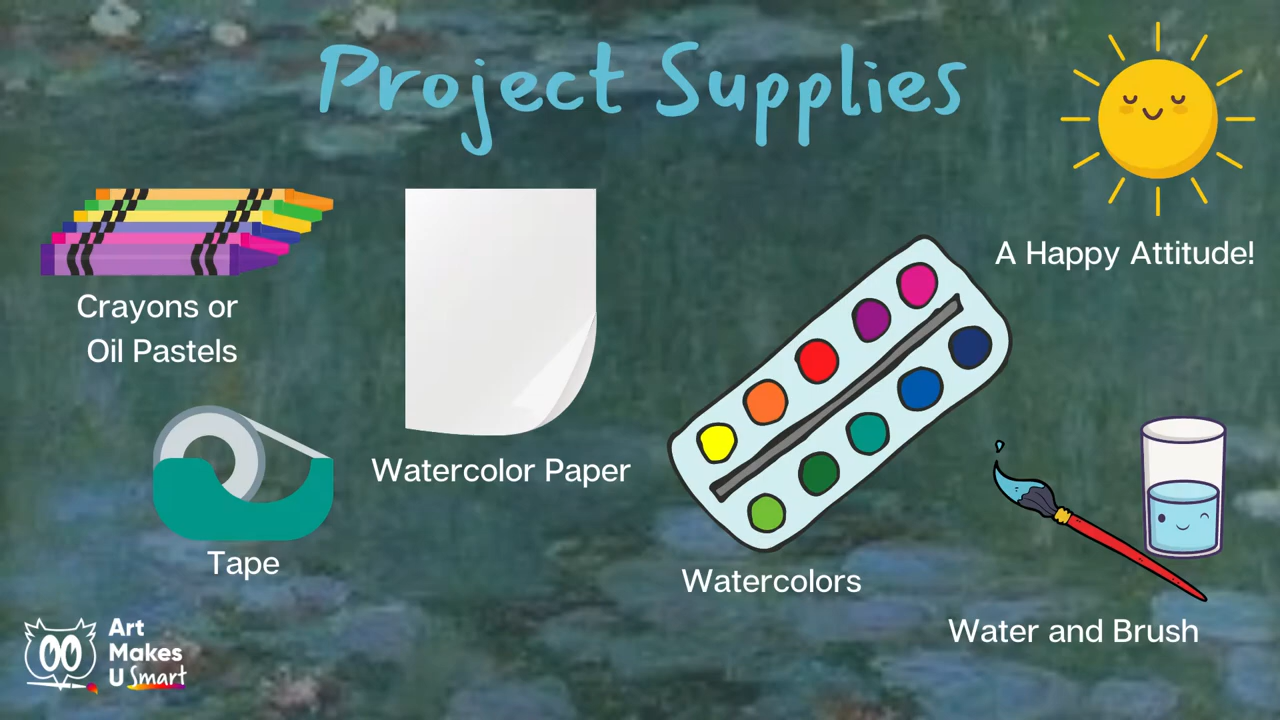 Project Supplies
A Happy Attitude!
Crayons or
Oil Pastels
Watercolor Paper
Tape
Watercolors
Water and Brush
Art
Makes
U Smart